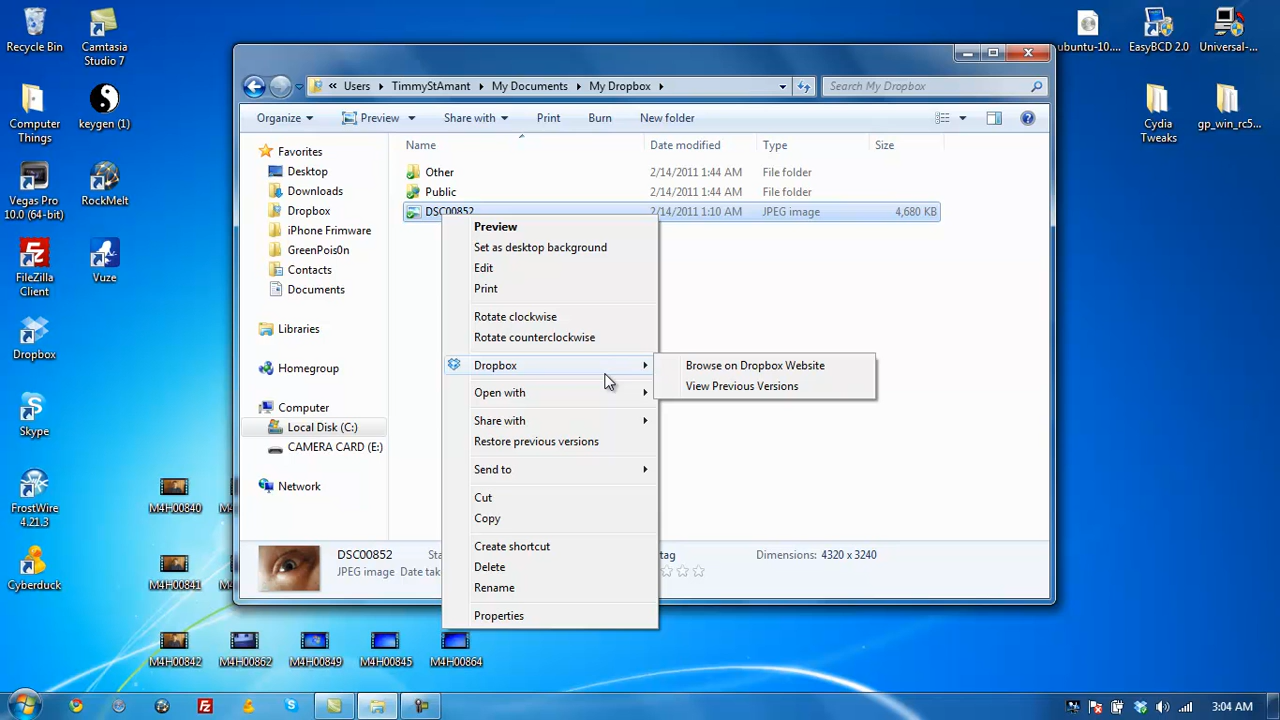 Recycle Bin
Camtasia
Studio 7
ubuntu-10....
EasyBCD 2.0
Universal-...
« Users TimmyStAmant My Documents My Dropbox
Search My Dropbox
Organize Preview Share with Print Burn New folder
Computer
Things
keygen (1)
Cydia
Tweaks
gp_win_rc5...
Favorites
Desktop
Downloads
Dropbox
iPhone Frimware
GreenPois0n
Contacts
Documents
Libraries
Homegroup
Computer
Local Disk (C:)
CAMERA CARD (E:)
Network
Name Date modified Type Size
Other 2/14/2011 1:44 AM File folder
Public 2/14/2011 1:44 AM File folder
DSC00852 2/14/2011 1:10 AM JPEG image 4,680 KB
Preview
Set as desktop background
Edit
Print
Rotate clockwise
Rotate counterclockwise
Dropbox
Open with
Share with
Restore previous versions
Send to
Cut
Copy
Create shortcut
Delete
Rename
Properties
Browse on Dropbox Website
View Previous Versions
Vegas Pro
10.0 (64-bit)
RockMelt
FileZilla
Client
Vuze
Dropbox
Skype
FrostWire
4.21.3
Cyberduck
M4H00840
M4H00841
M4H00842
M4H00862
M4H00849
M4H00845
M4H00864
DSC00852
JPEG image Date
Dimensions: 4320 x 3240
tag
3:04 AM